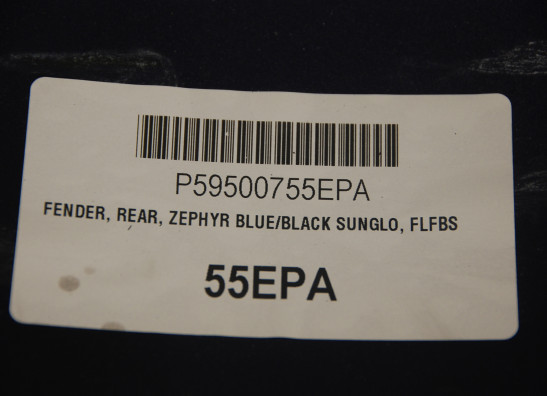 P59500755EPA
FENDER, REAR, ZEPHYR BLUE/BLACK SUNGLO, FLFBS
55EPA